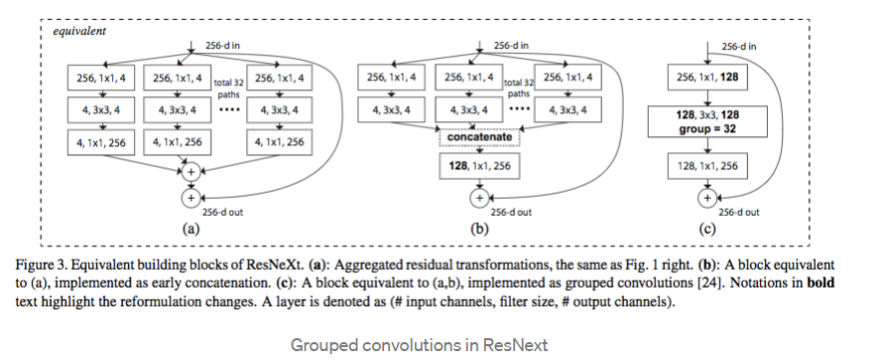 equivalent
256-d in
256, 1x1, 4
256, 1x1, 4
total 32
paths
256, 1x1, 4
4, 3x3, 4
4, 3x3, 4
....
4, 3x3, 4
4, 1x1, 256
4, 1x1, 256
4, 1x1, 256
+
+
256-d out
(a)
256-d in
256, 1x1, 4
256, 1x1, 4
total 32
paths
256, 1x1, 4
4, 3x3, 4
4, 3x3, 4
....
4, 3x3, 4
concatenate
128, 1x1, 256
+
256-d out
(b)
256-d in
256, 1x1, 128
128, 3x3, 128
group = 32
128, 1x1, 256
+
256-d out
(c)
Figure 3. Equivalent building blocks of ResNeXt. (a): Aggregated residual transformations, the same as Fig. 1 right. (b): A block equivalent
to (a), implemented as early concatenation. (c): A block equivalent to (a,b), implemented as grouped convolutions [24]. Notations in bold
text highlight the reformulation changes. A layer is denoted as (# input channels, filter size, # output channels).
Grouped convolutions in ResNext